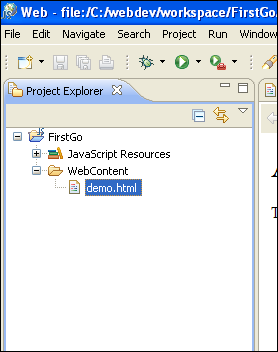 Web - file:/C:/webdev/workspace/FirstGo
File Edit Navigate Search Project Run Window
Project Explorer
FirstGo
JavaScript Resources
WebContent
demo.html